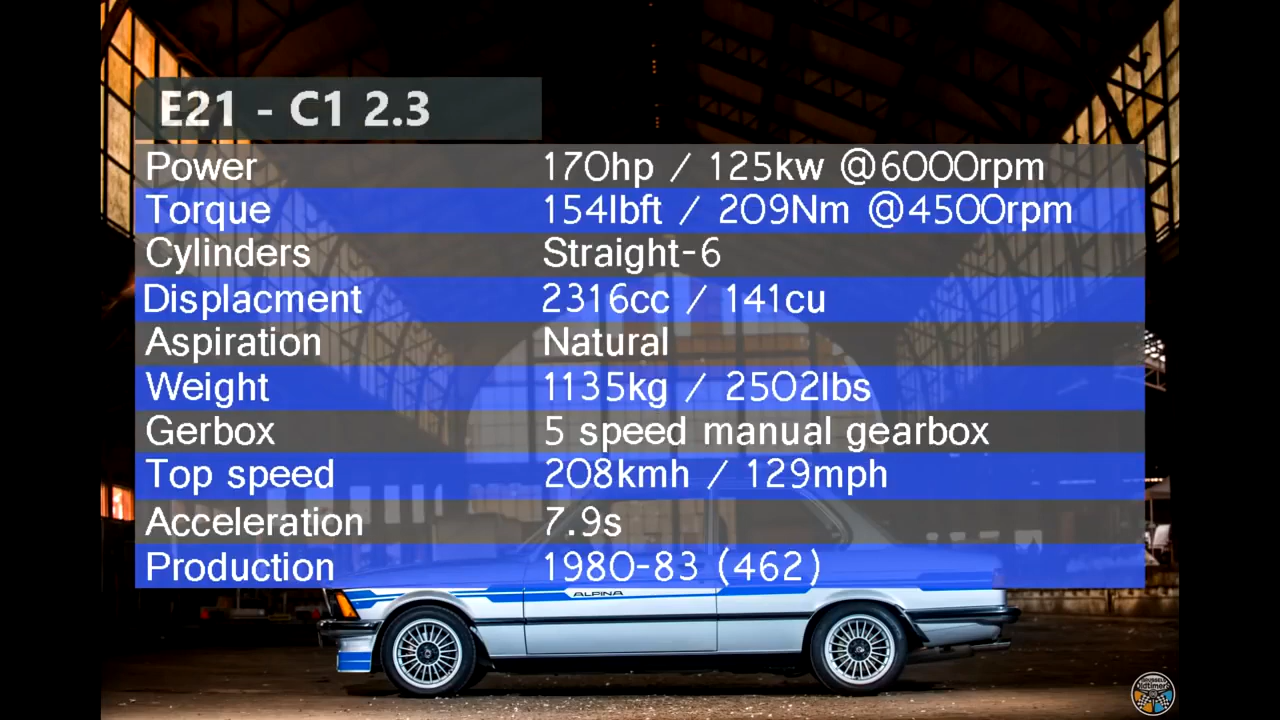 E21 - C1 2.3
Power 170hp / 125kw @6000rpm
Torque 154lbft / 209Nm @4500rpm
Cylinders Straight-6
Displacment 2316cc / 141cu
Aspiration Natural
Weight 1135kg / 2502lbs
Gerbox 5 speed manual gearbox
Top speed 208kmh / 129mph
Acceleration 7.9s
Production 1980-83 (462)
ALPINA